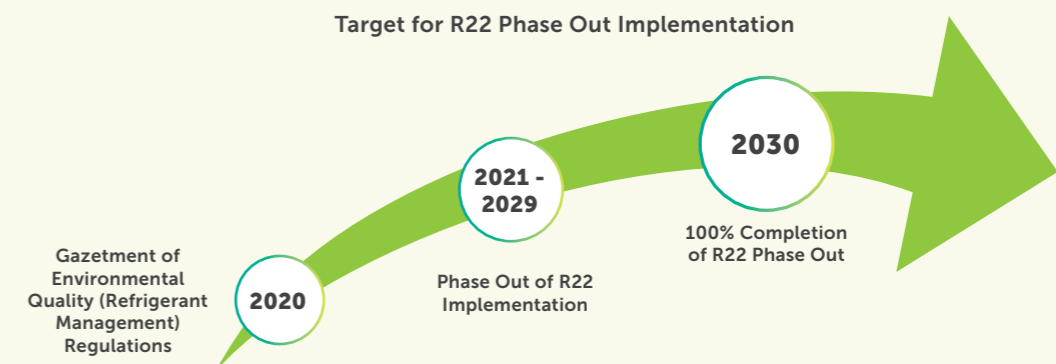 Target for R22 Phase Out Implementation
2020
Gazetment of
Environmental
Quality (Refrigerant
Management)
Regulations
2021 -
2029
Phase Out of R22
Implementation
2030
100% Completion
of R22 Phase Out